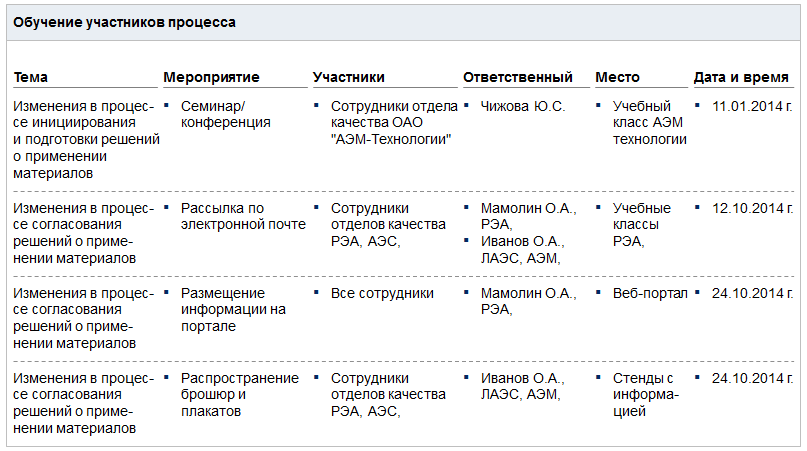 Обучение участников процесса
Тема Мероприятие Участники Ответственный Место Дата и время
Изменения в процес-
се инициирования
и подготовки решений
о применении
материалов
▪ Семинар/
конференция
▪ Сотрудники отдела
качества ОАО
"АЭМ-Технологии"
▪ Чижова Ю.С.
▪ Учебный
класс АЭМ
технологии
▪ 11.01.2014 г.
Изменения в процес-
се согласования
решений о приме-
нении материалов
▪ Рассылка по
электронной почте
▪ Сотрудники
отделов качества
РЭА, АЭС,
▪ Мамолин О.А.,
РЭА,
▪ Иванов О.А.,
ЛАЭС, АЭМ,
▪ Учебные
классы
РЭА,
▪ 12.10.2014 г.
Изменения в процес-
се согласования
решений о приме-
нении материалов
▪ Размещение
информации на
портале
▪ Все сотрудники
▪ Мамолин О.А.,
РЭА,
▪ Веб-портал
▪ 24.10.2014 г.
Изменения в процес-
се согласования
решений о приме-
нении материалов
▪ Распространение
брошюр и
плакатов
▪ Сотрудники
отделов качества
РЭА, АЭС,
▪ Иванов О.А.,
ЛАЭС, АЭМ,
▪ Стенды с
информа-
цией
▪ 24.10.2014 г.